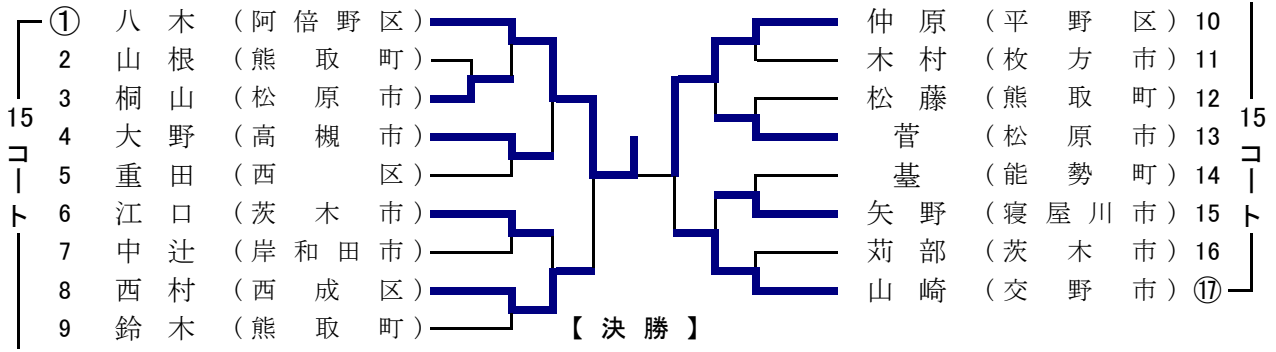 ① 八木 (阿倍野区)
2 山根 (熊取町)
3 桐山 (松原市)
4 大野 (高槻市)
5 重田 (西区)
6 江口 (茨木市)
7 中辻 (岸和田市)
8 西村 (西成区)
9 鈴木 (熊取町)
15コート
【決勝】
仲原 (平野区) 10
木村 (枚方市) 11
松藤 (熊取町) 12
菅 (松原市) 13
(能勢町) 14
矢野 (寝屋川市) 15
苅部 (茨木市) 16
山崎 (交野市) ⑰
15コート